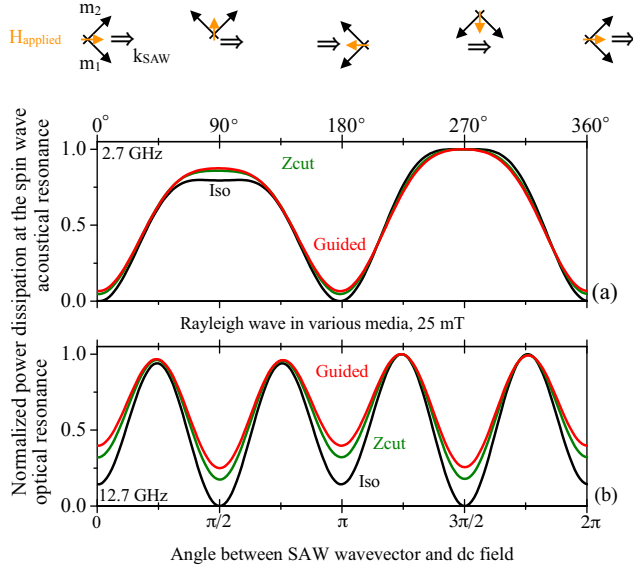 m₂
H_applied
m₁
k_SAW
0° 90° 180° 270° 360°
1.0
2.7 GHz
Zcut
Iso
0.5
Guided
0.0
(a)
Normalized power dissipation at the spin wave
acoustical resonance
optical resonance
Rayleigh wave in various media, 25 mT
1.0
Guided
0.5
Zcut
Iso
0.0
12.7 GHz
(b)
0 π/2 π 3π/2 2π
Angle between SAW wavevector and dc field